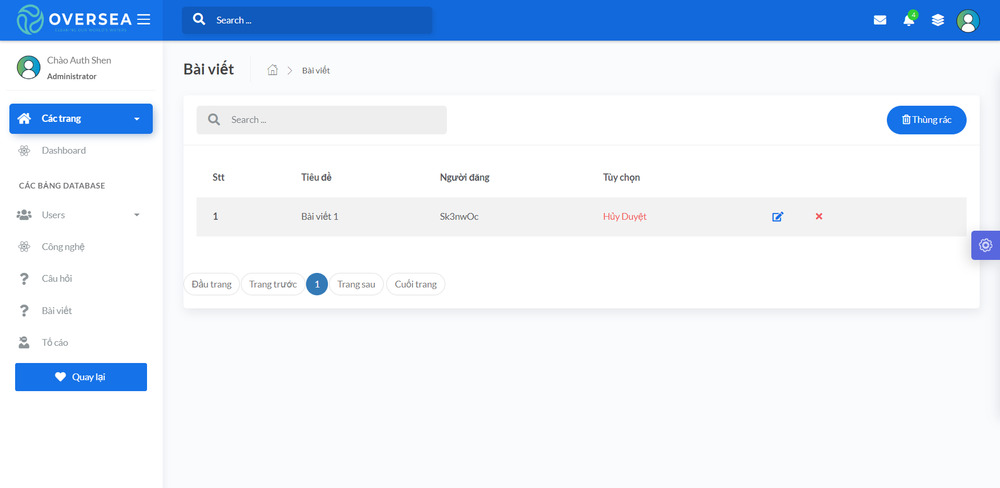 OVERSEA
CLEANING OUR WORLD'S WATERS
Search ...
4
Chào Auth Shen
Administrator
Các trang
Dashboard
CÁC BẢNG DATABASE
Users
Công nghệ
Câu hỏi
Bài viết
Tố cáo
Quay lại
Bài viết
Bài viết
Search ...
Thùng rác
Stt Tiêu đề Người đăng Tùy chọn
1 Bài viết 1 Sk3nwOc Hủy Duyệt
Đầu trang Trang trước 1 Trang sau Cuối trang